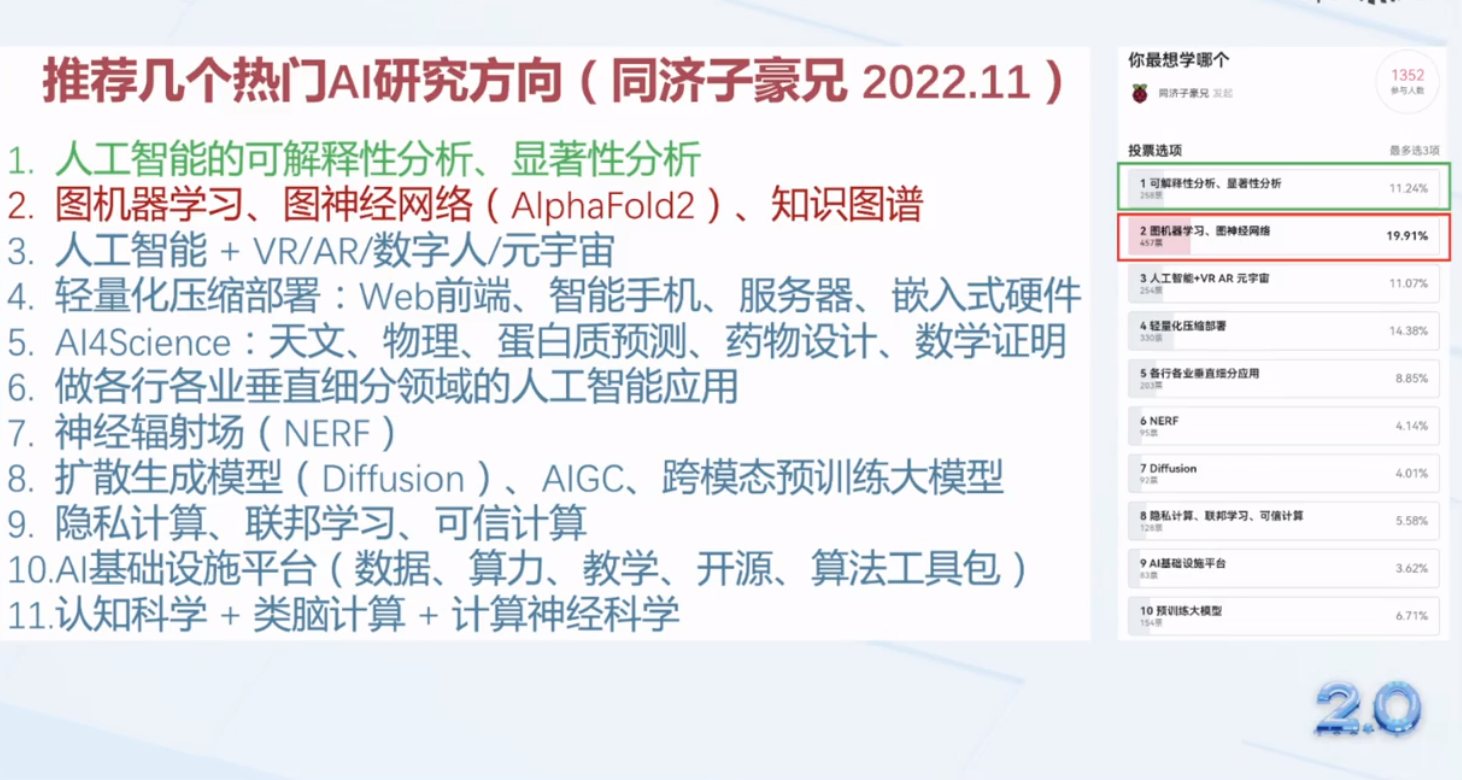 推荐几个热门AI研究方向（同济子豪兄 2022.11）
1. 人工智能的可解释性分析、显著性分析
2. 图机器学习、图神经网络（AlphaFold2）、知识图谱
3. 人工智能 + VR/AR/数字人/元宇宙
4. 轻量化压缩部署：Web前端、智能手机、服务器、嵌入式硬件
5. AI4Science：天文、物理、蛋白质预测、药物设计、数学证明
6. 做各行各业垂直细分领域的人工智能应用
7. 神经辐射场（NERF）
8. 扩散生成模型（Diffusion）、AIGC、跨模态预训练大模型
9. 隐私计算、联邦学习、可信计算
10.AI基础设施平台（数据、算力、教学、开源、算法工具包）
11.认知科学 + 类脑计算 + 计算神经科学
你最想学哪个
1352
参与人数
同济子豪兄 发起
投票选项 最多选3项
1 可解释性分析、显著性分析
258票 11.24%
2 图机器学习、图神经网络
457票 19.91%
3 人工智能+VR AR 元宇宙
254票 11.07%
4 轻量化压缩部署
330票 14.38%
5 各行各业垂直细分应用
203票 8.85%
6 NERF
95票 4.14%
7 Diffusion
92票 4.01%
8 隐私计算、联邦学习、可信计算
128票 5.58%
9 AI基础设施平台
83票 3.62%
10 预训练大模型
154票 6.71%
2.0